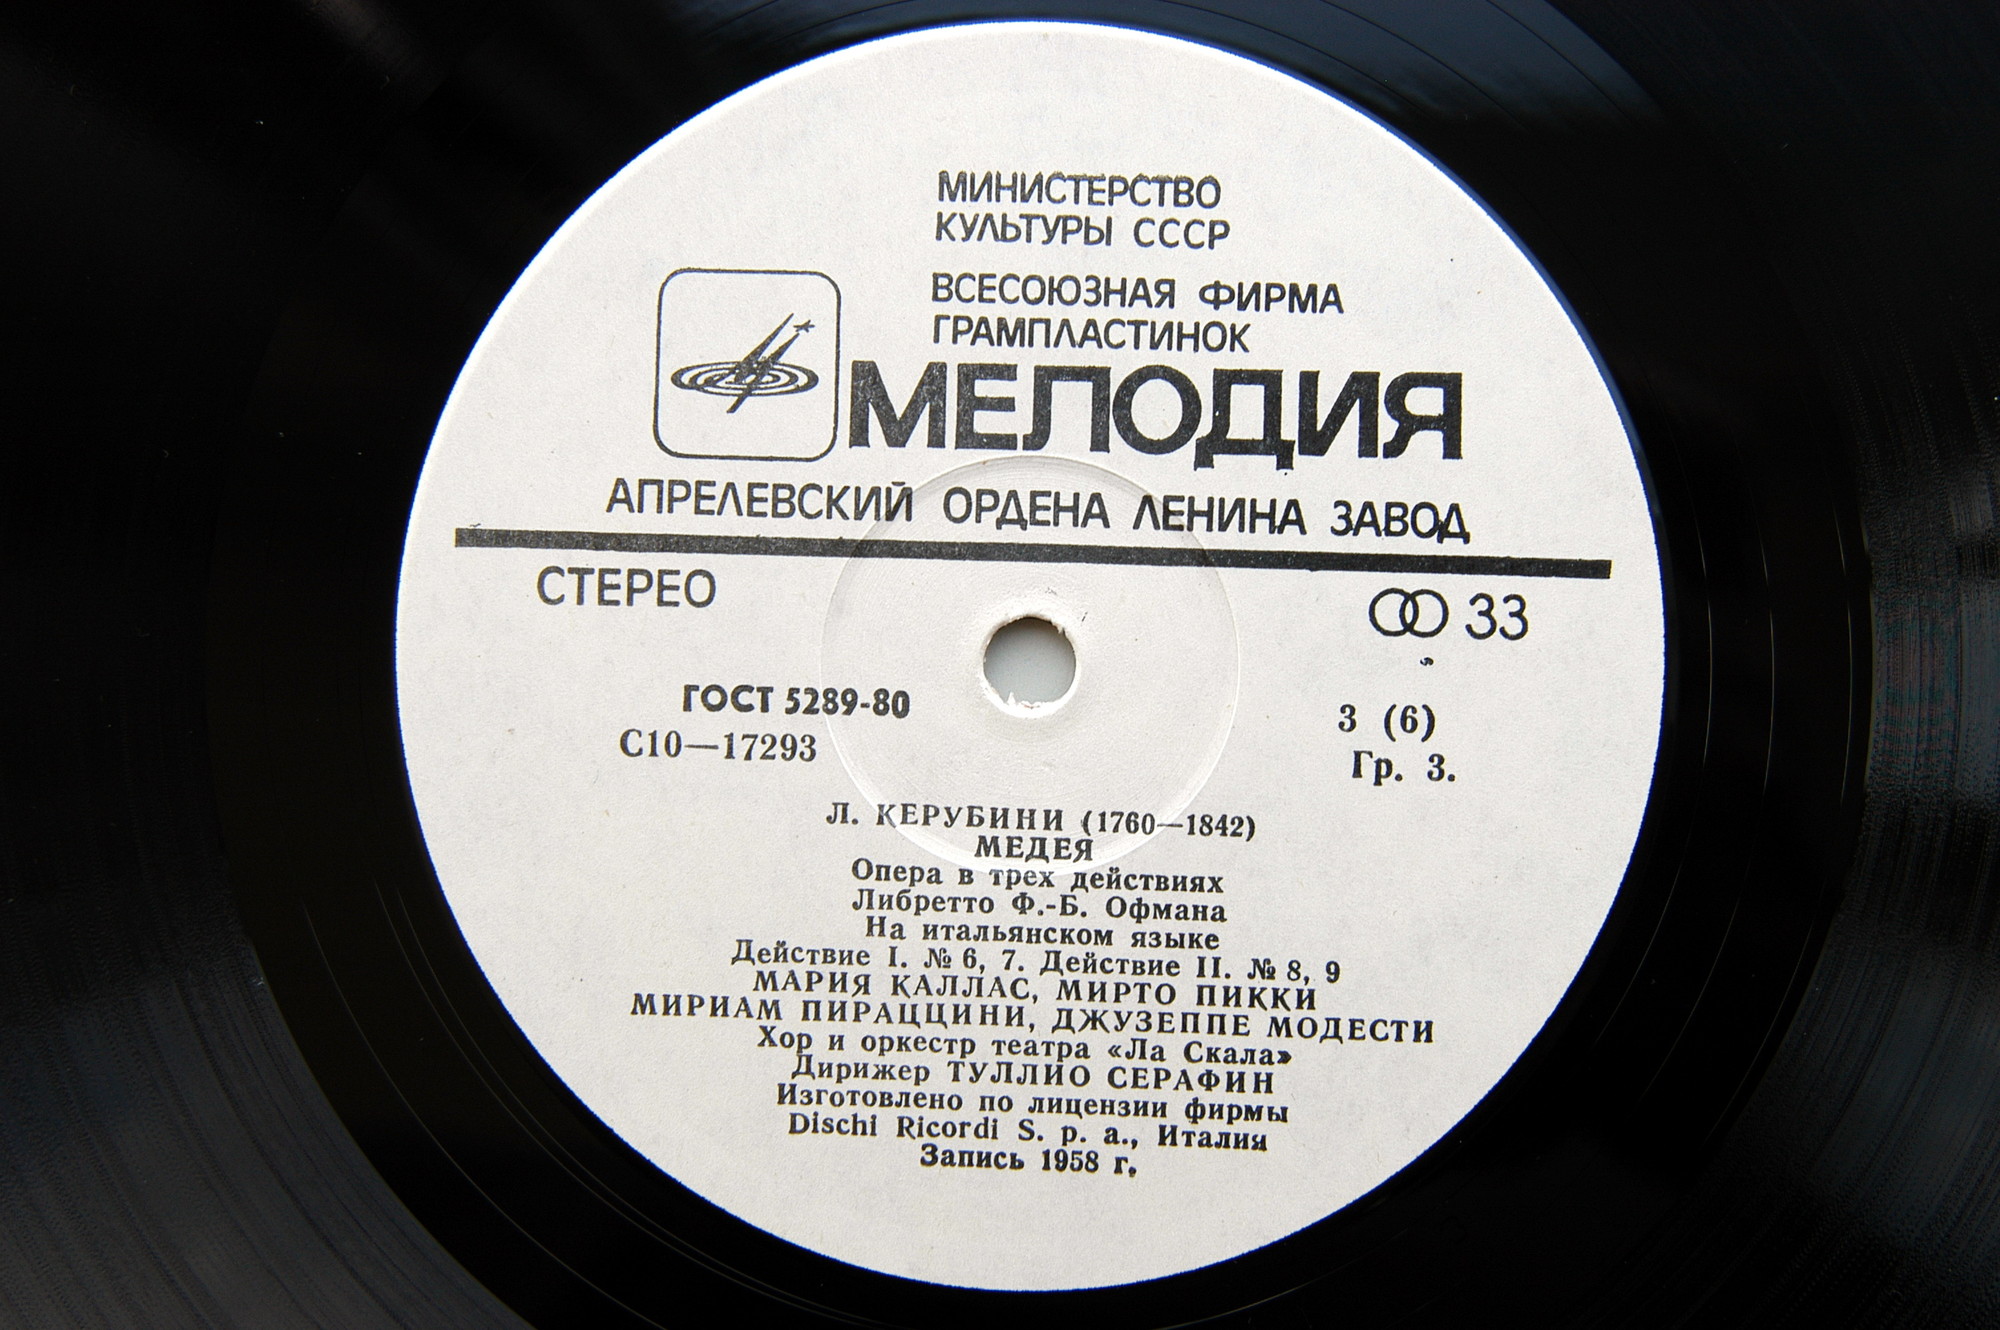 МИНИСТЕРСТВО
КУЛЬТУРЫ СССР
ВСЕСОЮЗНАЯ ФИРМА
ГРАМПЛАСТИНОК
МЕЛОДИЯ
АПРЕЛЕВСКИЙ ОРДЕНА ЛЕНИНА ЗАВОД
СТЕРЕО
33
ГОСТ 5289-80
3 (6)
С10—17293
Гр. 3.
Л. КЕРУБИНИ (1760—1842)
МЕДЕЯ
Опера в трех действиях
Либретто Ф.-Б. Офмана
На итальянском языке
Действие I. № 6, 7. Действие II. № 8, 9
МАРИЯ КАЛЛАС, МИРТО ПИККИ
МИРИАМ ПИРАЦЦИНИ, ДЖУЗЕППЕ МОДЕСТИ
Хор и оркестр театра «Ла Скала»
Дирижер ТУЛЛИО СЕРАФИН
Изготовлено по лицензии фирмы
Dischi Ricordi S. p. a., Италия
Запись 1958 г.